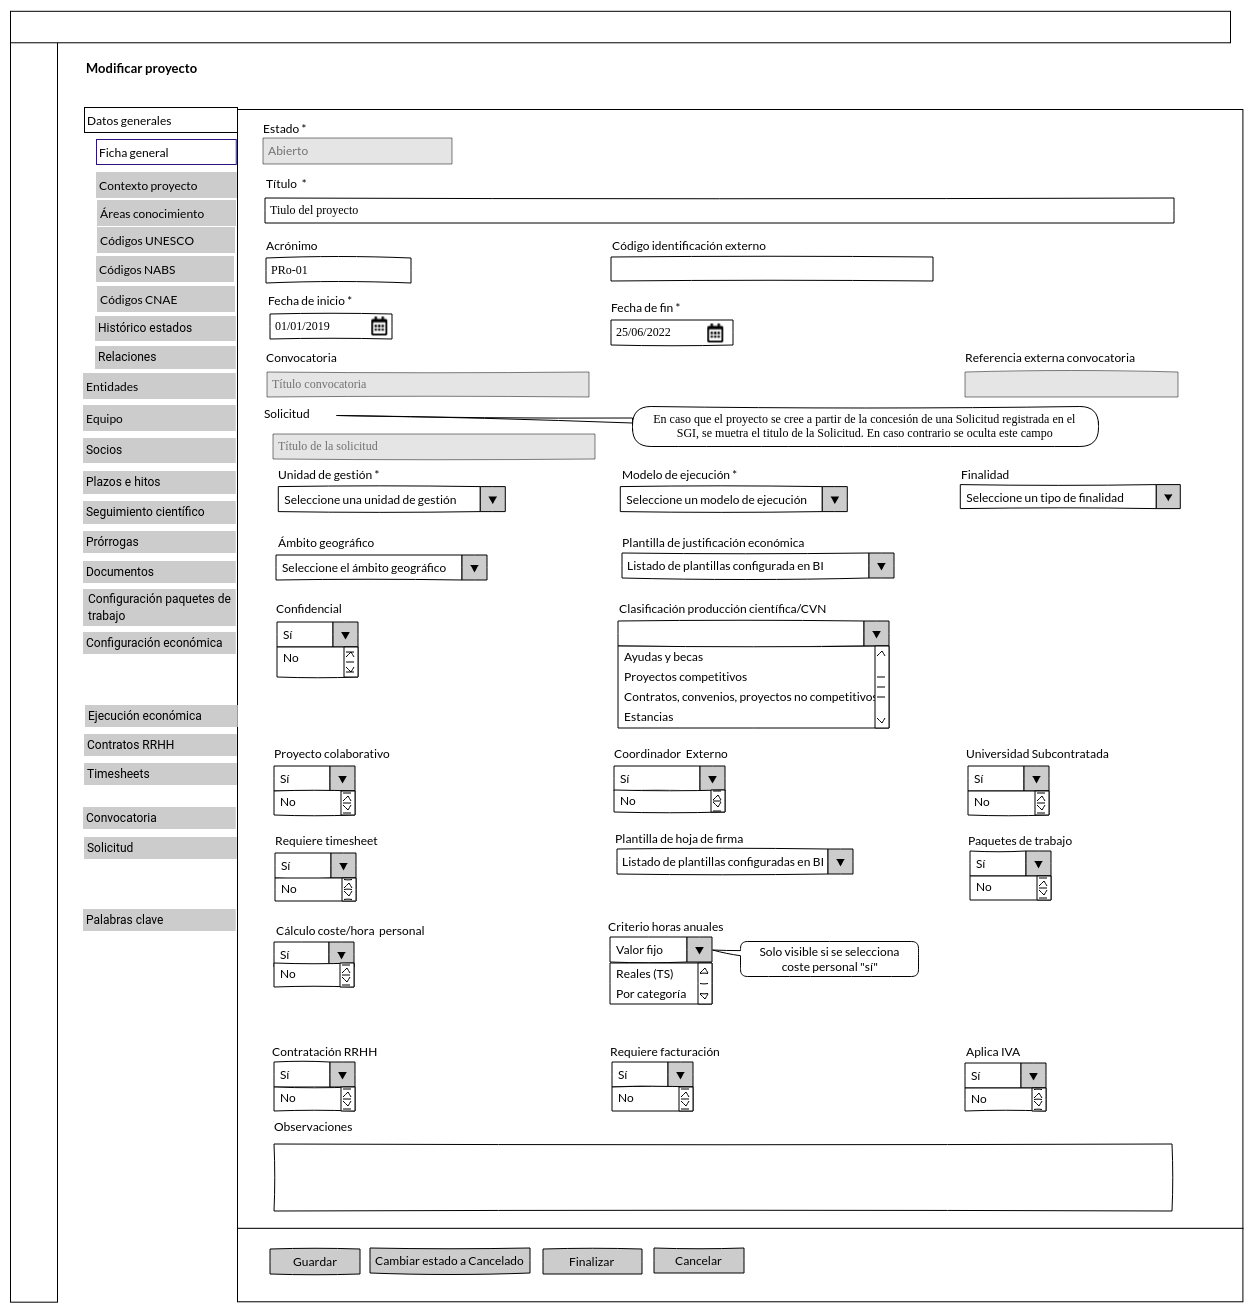 Modificar proyecto
Datos generales
Ficha general
Contexto proyecto
Áreas conocimiento
Códigos UNESCO
Códigos NABS
Códigos CNAE
Histórico estados
Relaciones
Entidades
Equipo
Socios
Plazos e hitos
Seguimiento científico
Prórrogas
Documentos
Configuración paquetes de
trabajo
Configuración económica
Ejecución económica
Contratos RRHH
Timesheets
Convocatoria
Solicitud
Palabras clave
Estado *
Abierto
Título *
Tiulo del proyecto
Acrónimo
Código identificación externo
PRo-01
Fecha de inicio *
Fecha de fin *
01/01/2019
25/06/2022
Convocatoria
Referencia externa convocatoria
Título convocatoria
Solicitud
En caso que el proyecto se cree a partir de la concesión de una Solicitud registrada en el
SGI, se muetra el titulo de la Solicitud. En caso contrario se oculta este campo
Título de la solicitud
Unidad de gestión *
Modelo de ejecución *
Finalidad
Seleccione una unidad de gestión
Seleccione un modelo de ejecución
Seleccione un tipo de finalidad
Ámbito geográfico
Plantilla de justificación económica
Seleccione el ámbito geográfico
Listado de plantillas configurada en BI
Confidencial
Clasificación producción científica/CVN
Sí
No
Ayudas y becas
Proyectos competitivos
Contratos, convenios, proyectos no competitivos
Estancias
Proyecto colaborativo
Coordinador Externo
Universidad Subcontratada
Sí
Sí
Sí
No
No
No
Requiere timesheet
Plantilla de hoja de firma
Paquetes de trabajo
Sí
Listado de plantillas configuradas en BI
Sí
No
No
Cálculo coste/hora personal
Criterio horas anuales
Sí
Valor fijo
Solo visible si se selecciona
coste personal "sí"
No
Reales (TS)
Por categoría
Contratación RRHH
Requiere facturación
Aplica IVA
Sí
Sí
Sí
No
No
No
Observaciones
Guardar
Cambiar estado a Cancelado
Finalizar
Cancelar